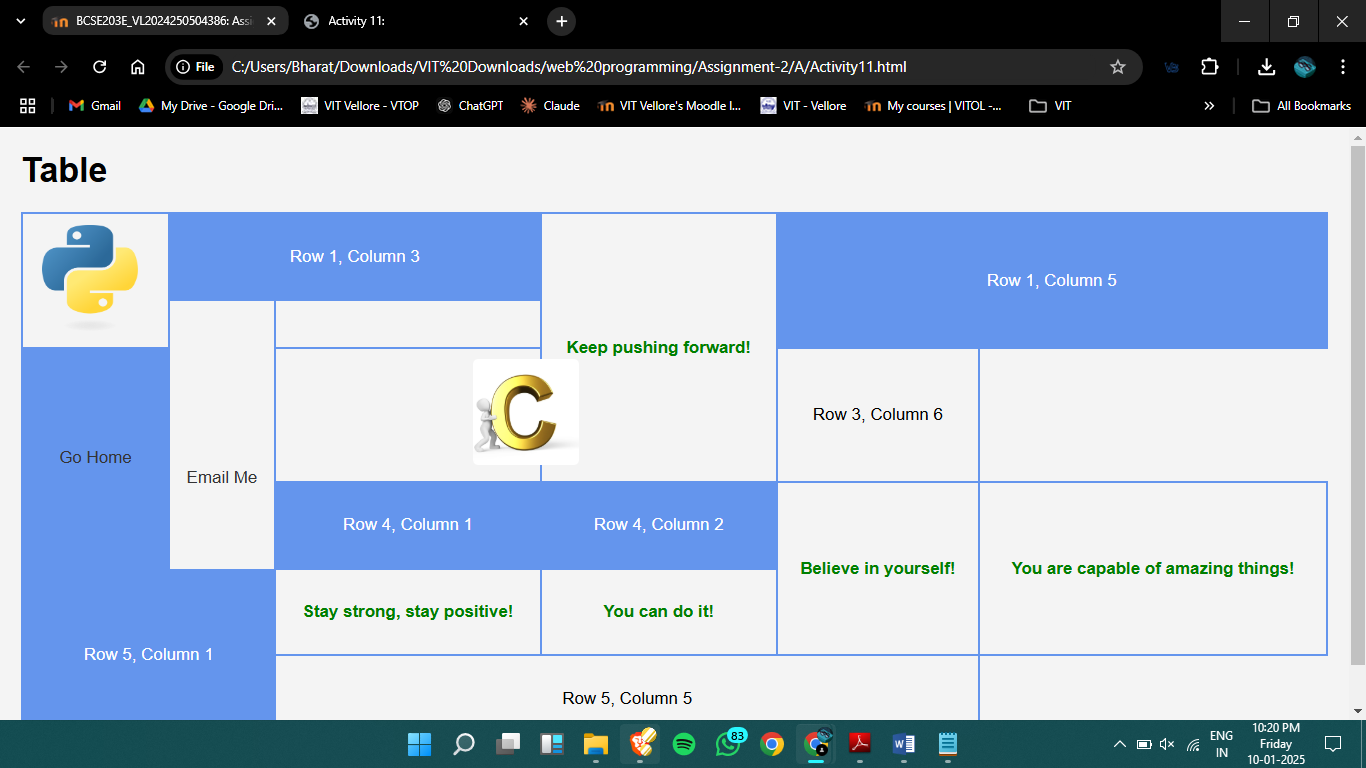 BCSE203E_VL2024250504386: Assi
Activity 11:
File
C:/Users/Bharat/Downloads/VIT%20Downloads/web%20programming/Assignment-2/A/Activity11.html
Gmail
My Drive - Google Dri...
VIT Vellore - VTOP
ChatGPT
Claude
VIT Vellore's Moodle I...
VIT - Vellore
My courses | VITOL -...
VIT
All Bookmarks
Table
Row 1, Column 3
Row 1, Column 5
Keep pushing forward!
C
Row 3, Column 6
Go Home
Email Me
Row 4, Column 1
Row 4, Column 2
Believe in yourself!
You are capable of amazing things!
Stay strong, stay positive!
You can do it!
Row 5, Column 1
Row 5, Column 5
83
ENG
IN
10:20 PM
Friday
10-01-2025